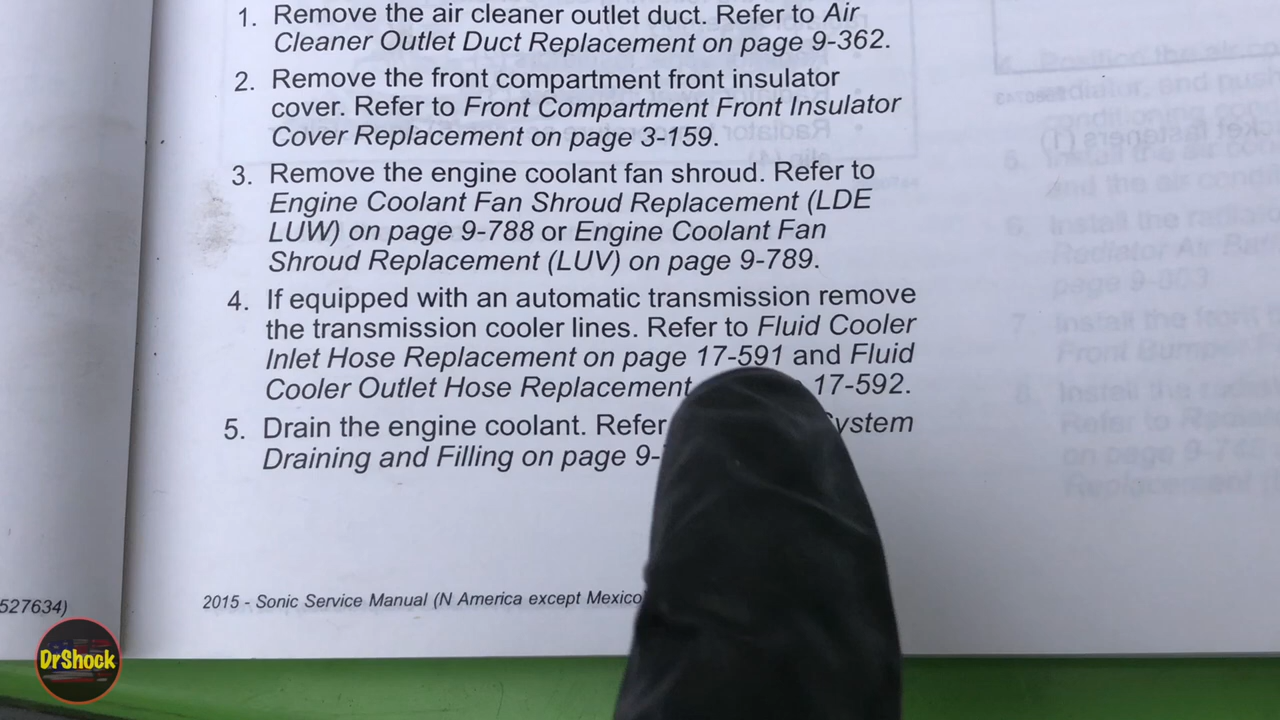 1. Remove the air cleaner outlet duct. Refer to Air
Cleaner Outlet Duct Replacement on page 9-362.
2. Remove the front compartment front insulator
cover. Refer to Front Compartment Front Insulator
Cover Replacement on page 3-159.
3. Remove the engine coolant fan shroud. Refer to
Engine Coolant Fan Shroud Replacement (LDE
LUW) on page 9-788 or Engine Coolant Fan
Shroud Replacement (LUV) on page 9-789.
4. If equipped with an automatic transmission remove
the transmission cooler lines. Refer to Fluid Cooler
Inlet Hose Replacement on page 17-591 and Fluid
Cooler Outlet Hose Replacement 17-592.
5. Drain the engine coolant. Refer ystem
Draining and Filling on page 9-
2015 - Sonic Service Manual (N America except Mexico
527634)
DrShock